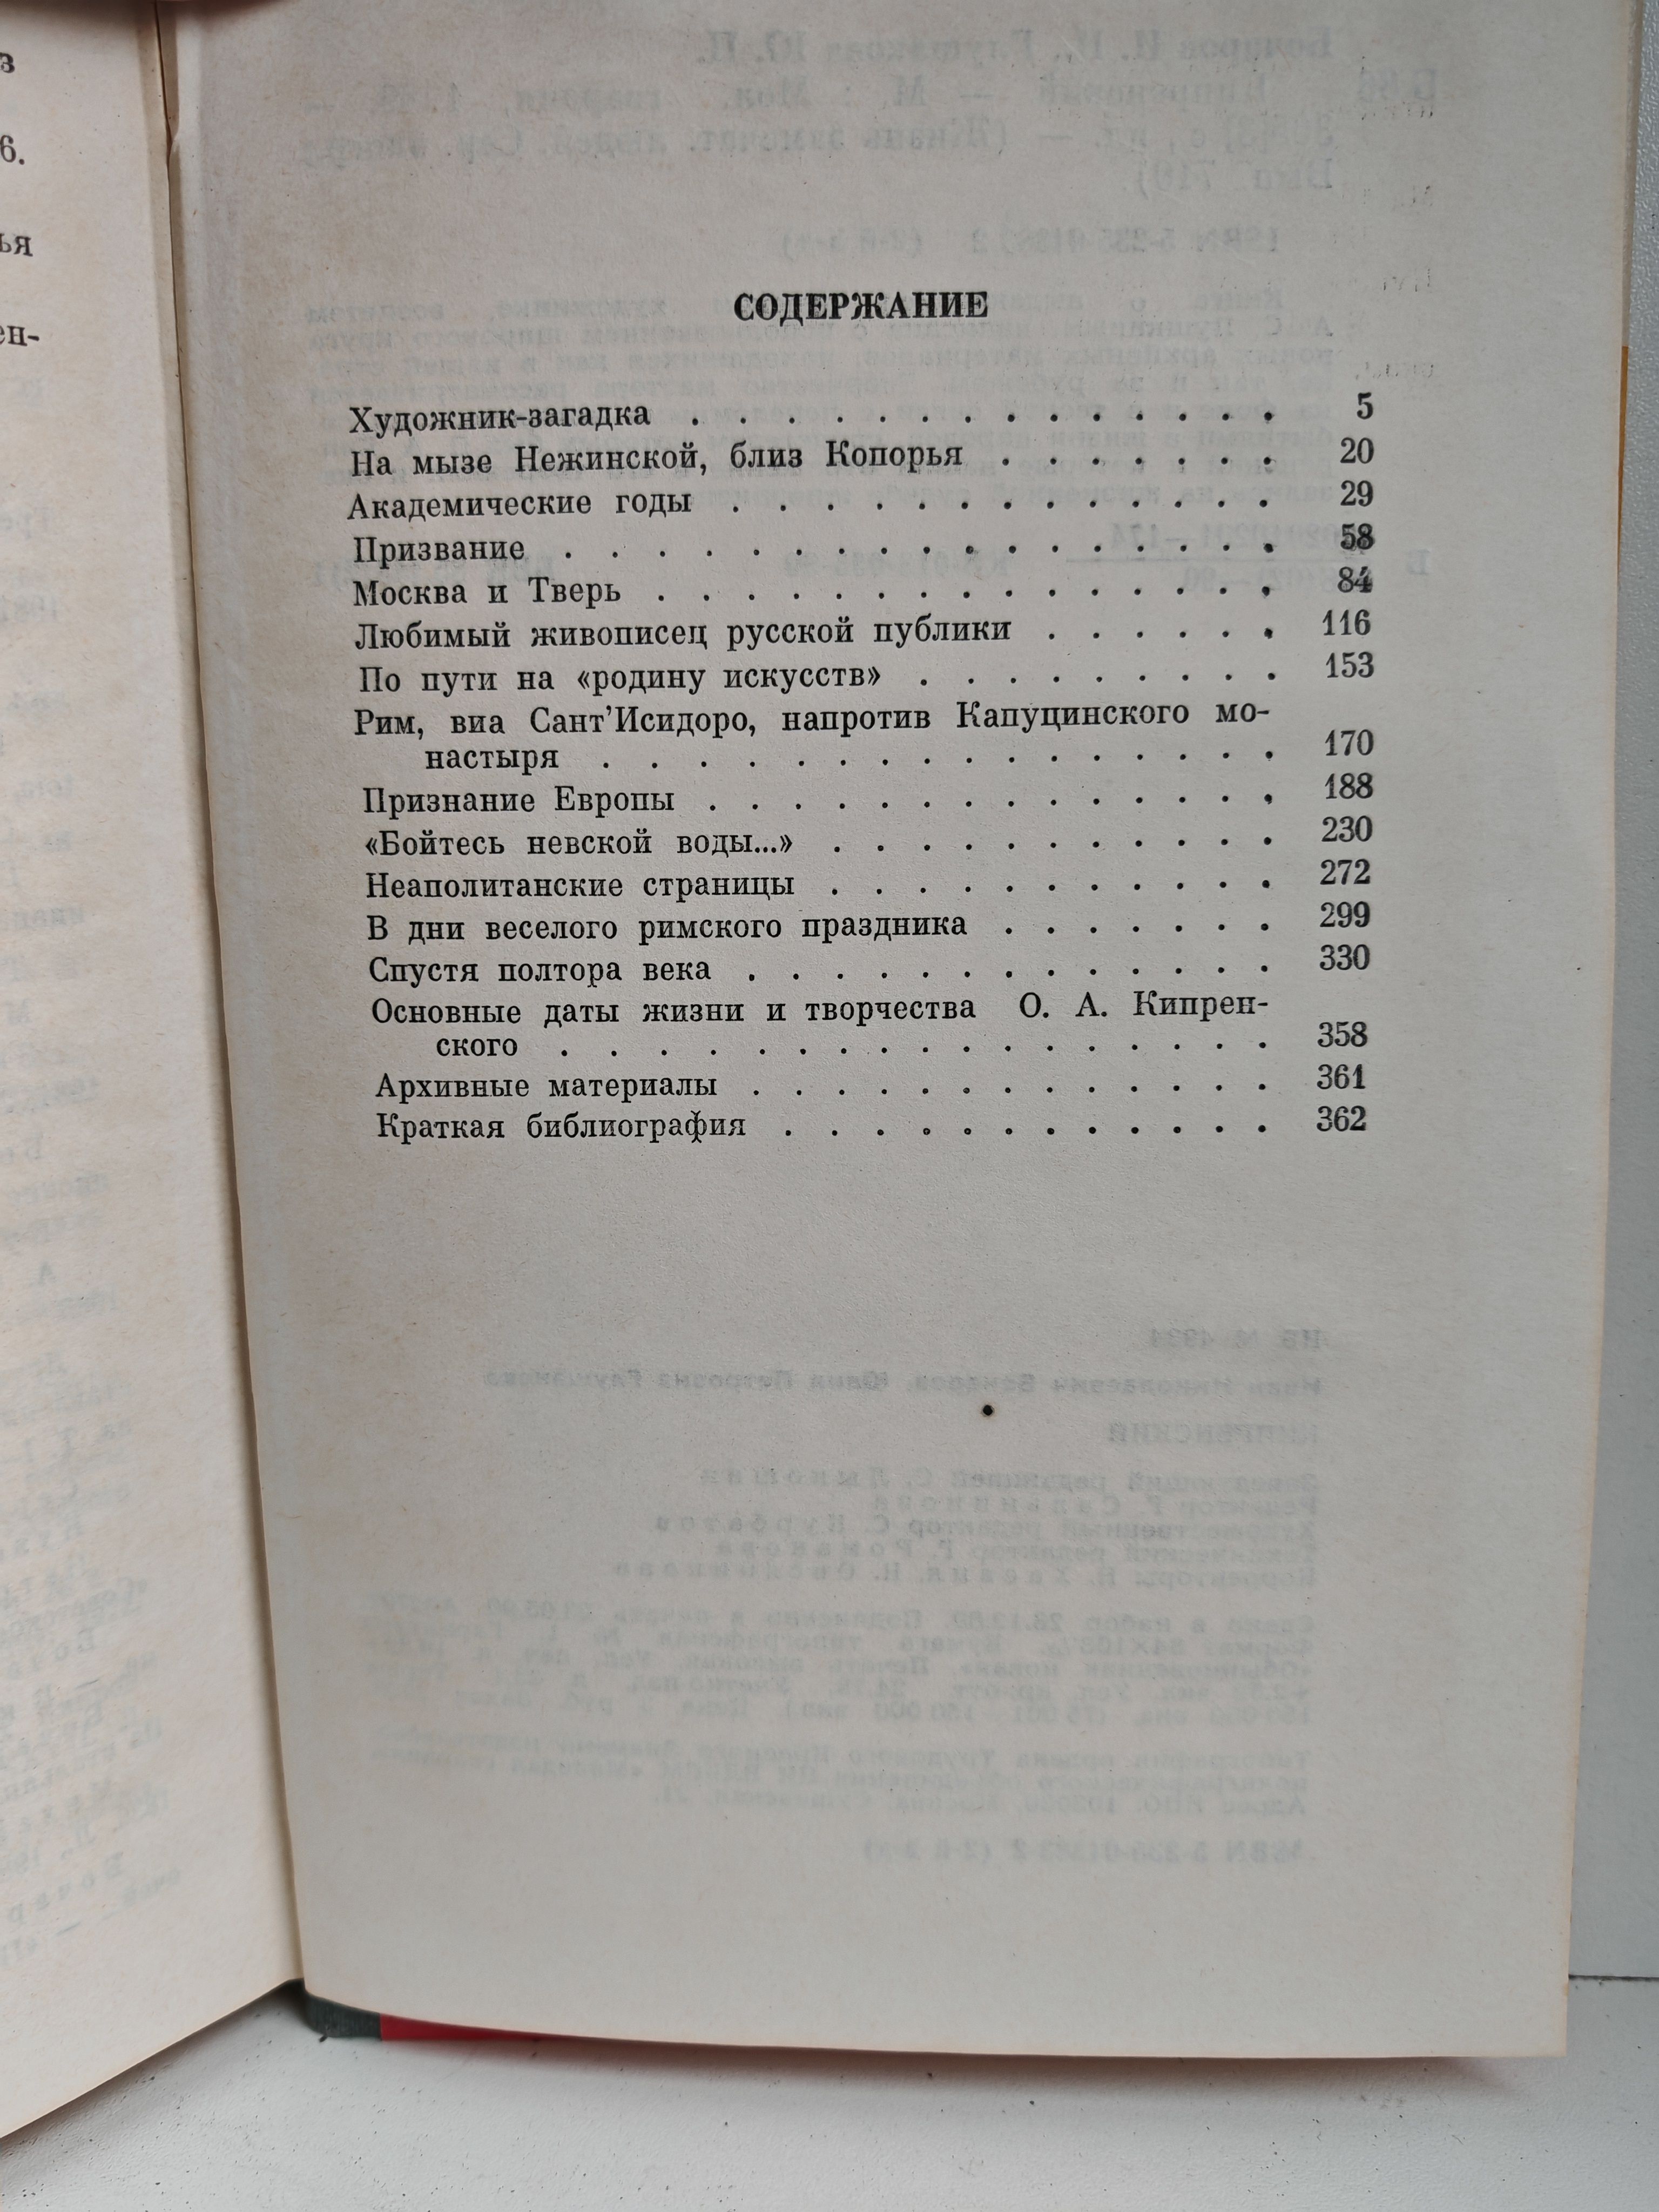 з
6.
ья
ен-
СОДЕРЖАНИЕ
Художник-загадка . . . . . . . . . . . . . 5
На мызе Нежинской, близ Копорья . . . . . . . 20
Академические годы . . . . . . . . . . . . 29
Призвание . . . . . . . . . . . . . . . . 58
Москва и Тверь . . . . . . . . . . . . . . 84
Любимый живописец русской публики . . . . . . 116
По пути на «родину искусств» . . . . . . . . . 153
Рим, виа Сант’Исидоро, напротив Капуцинского мо-
настыря . . . . . . . . . . . . . . . 170
Признание Европы . . . . . . . . . . . . . 188
«Бойтесь невской воды...» . . . . . . . . . . . 230
Неаполитанские страницы . . . . . . . . . . . 272
В дни веселого римского праздника . . . . . . . 299
Спустя полтора века . . . . . . . . . . . . . 330
Основные даты жизни и творчества О. А. Кипрен-
ского . . . . . . . . . . . . . . . . 358
Архивные материалы . . . . . . . . . . . . . 361
Краткая библиография . . . . . . . . . . . . 362